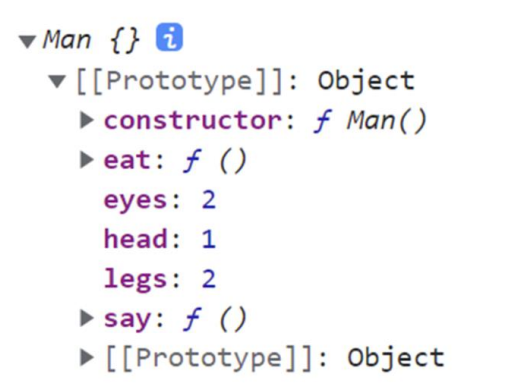 ▼Man {} i
▼[[Prototype]]: Object
▶constructor: ƒ Man()
▶eat: ƒ ()
eyes: 2
head: 1
legs: 2
▶say: ƒ ()
▶[[Prototype]]: Object